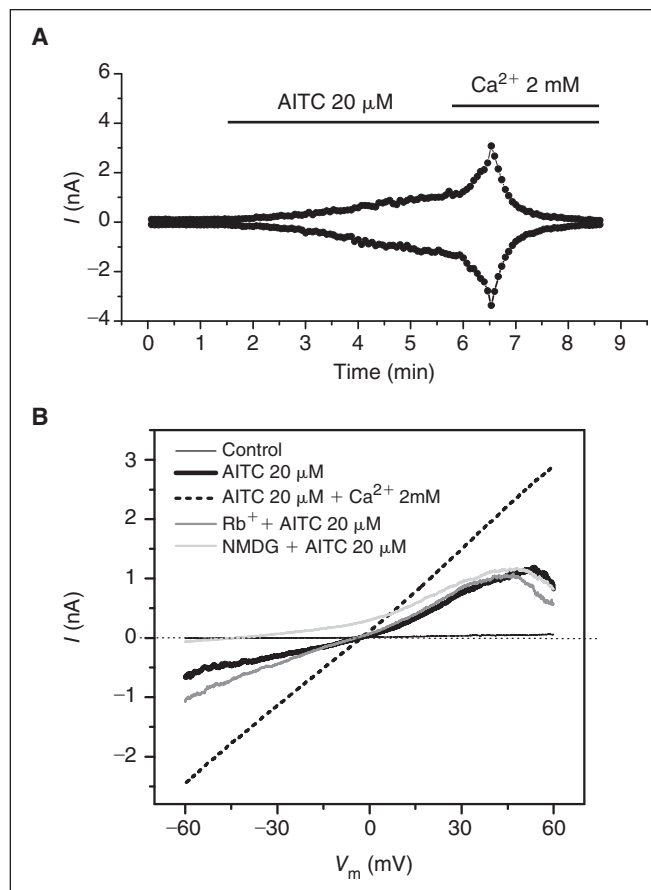 A
AITC 20 µM
Ca2+ 2 mM
I (nA)
6
4
2
0
−2
−4
0 1 2 3 4 5 6 7 8 9
Time (min)
B
Control
AITC 20 µM
AITC 20 µM + Ca2+ 2mM
Rb+ + AITC 20 µM
NMDG + AITC 20 µM
I (nA)
3
2
1
0
−1
−2
−60 −30 0 30 60
Vm (mV)